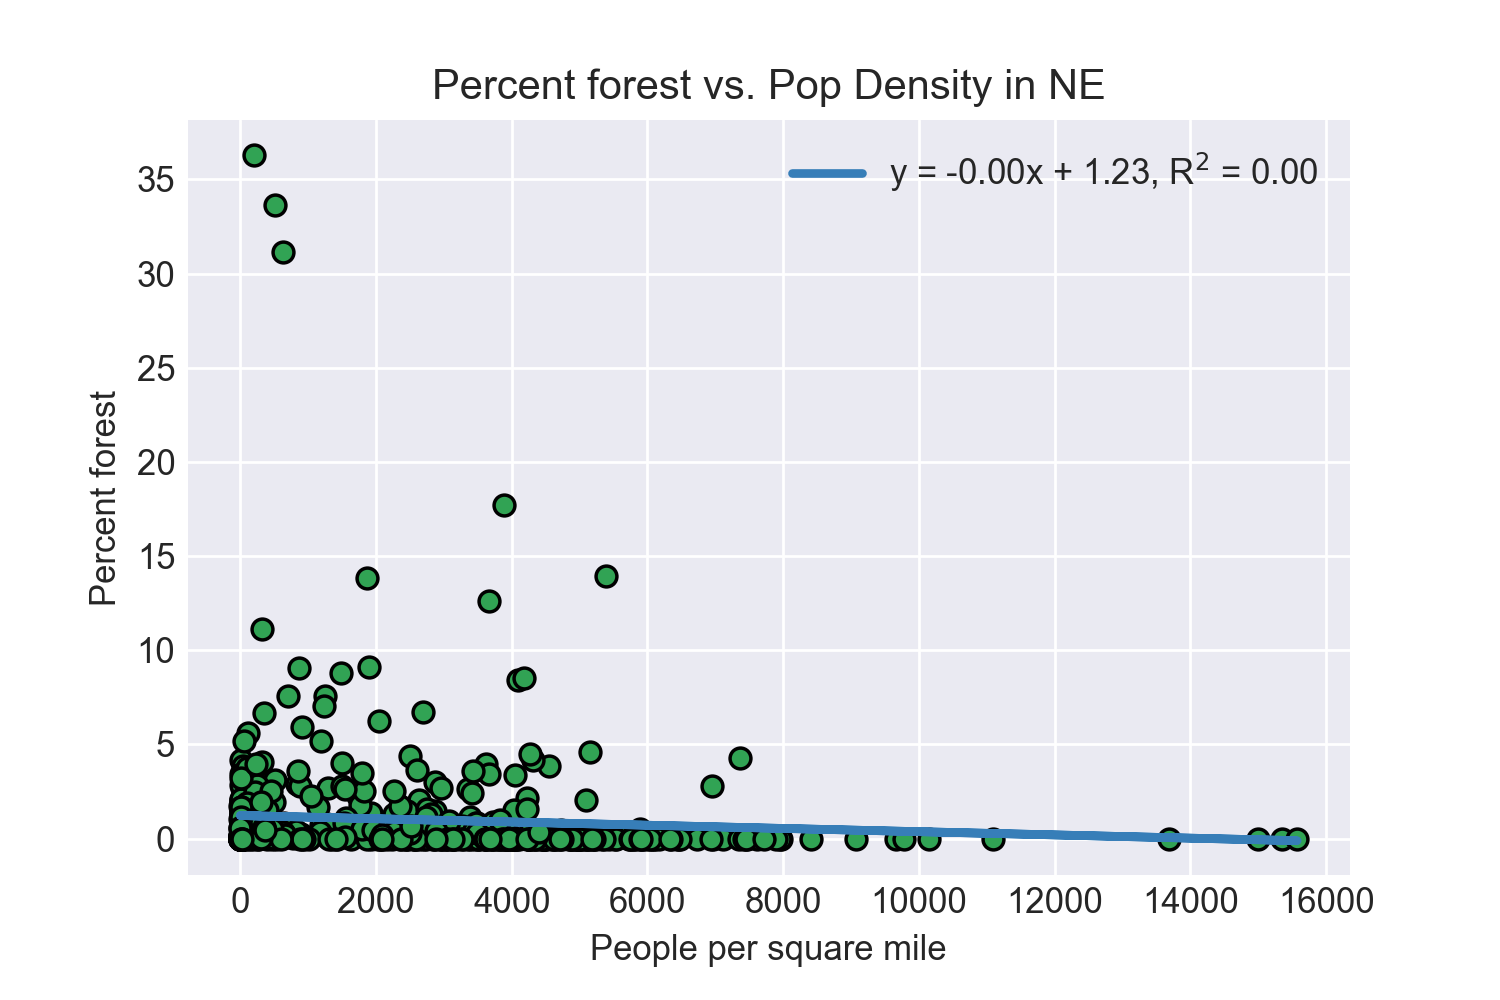 Percent forest vs. Pop Density in NE
y = -0.00x + 1.23, R² = 0.00
35
30
25
20
15
10
5
0
Percent forest
0 2000 4000 6000 8000 10000 12000 14000 16000
People per square mile